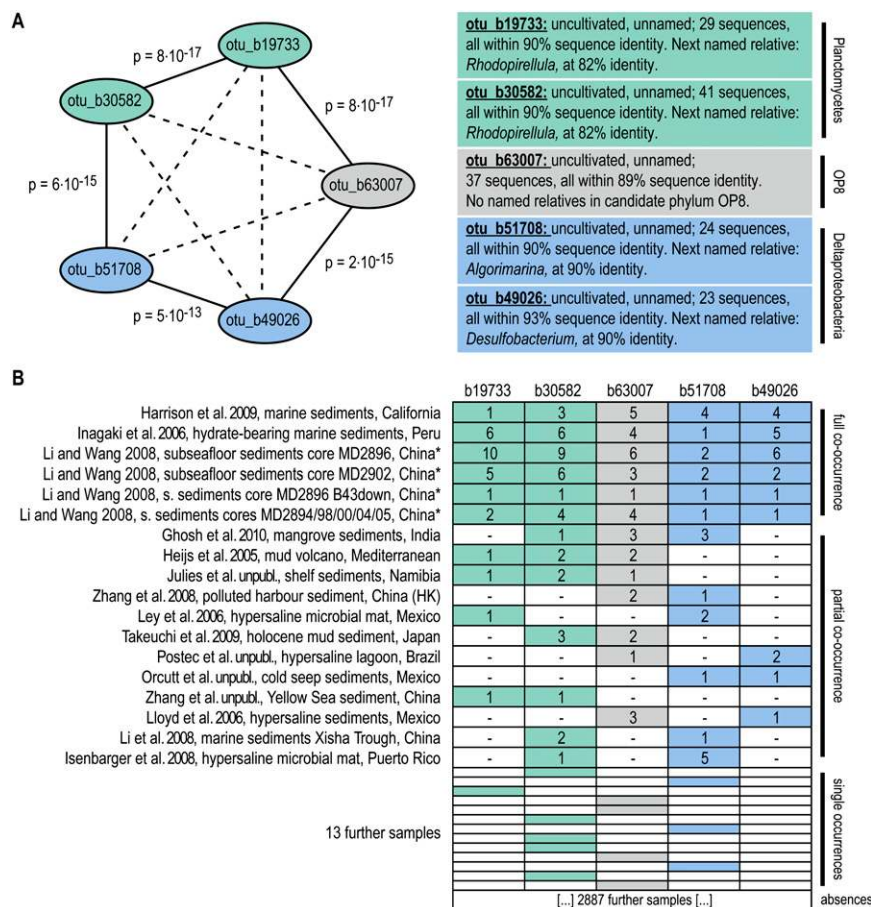 A
otu_b19733
p = 8·10-17
otu_b30582
p = 8·10-17
otu_b63007
p = 6·10-15
otu_b51708
p = 2·10-15
p = 5·10-13
otu_b49026
otu_b19733: uncultivated, unnamed; 29 sequences,
all within 90% sequence identity. Next named relative:
Rhodopirellula, at 82% identity.
otu_b30582: uncultivated, unnamed; 41 sequences,
all within 90% sequence identity. Next named relative:
Rhodopirellula, at 82% identity.
Planctomycetes
otu_b63007: uncultivated, unnamed;
37 sequences, all within 89% sequence identity.
No named relatives in candidate phylum OP8.
OP8
otu_b51708: uncultivated, unnamed; 24 sequences,
all within 90% sequence identity. Next named relative:
Algorimarina, at 90% identity.
otu_b49026: uncultivated, unnamed; 23 sequences,
all within 93% sequence identity. Next named relative:
Desulfobacterium, at 90% identity.
Deltaproteobacteria
B
b19733 b30582 b63007 b51708 b49026
Harrison et al. 2009, marine sediments, California 1 3 5 4 4
Inagaki et al. 2006, hydrate-bearing marine sediments, Peru 6 6 4 1 5
Li and Wang 2008, subseafloor sediments core MD2896, China* 10 9 6 2 6
Li and Wang 2008, subseafloor sediments core MD2902, China* 5 6 3 2 2
Li and Wang 2008, s. sediments core MD2896 B43down, China* 1 1 1 1 1
Li and Wang 2008, s. sediments cores MD2894/98/00/04/05, China* 2 4 4 1 1
full co-occurrence
Ghosh et al. 2010, mangrove sediments, India - 1 3 3 -
Heijs et al. 2005, mud volcano, Mediterranean 1 2 2 - -
Julies et al. unpubl., shelf sediments, Namibia 1 2 1 - -
Zhang et al. 2008, polluted harbour sediment, China (HK) - - 2 1 -
Ley et al. 2006, hypersaline microbial mat, Mexico 1 - - 2 -
Takeuchi et al. 2009, holocene mud sediment, Japan - 3 2 - -
Postec et al. unpubl., hypersaline lagoon, Brazil - - 1 - 2
Orcutt et al. unpubl., cold seep sediments, Mexico - - - 1 1
Zhang et al. unpubl., Yellow Sea sediment, China 1 1 - - -
Lloyd et al. 2006, hypersaline sediments, Mexico - - 3 - 1
Li et al. 2008, marine sediments Xisha Trough, China - 2 - 1 -
Isenbarger et al. 2008, hypersaline microbial mat, Puerto Rico - 1 - 5 -
partial co-occurrence
13 further samples
single occurrences
[...] 2887 further samples [...]
absences